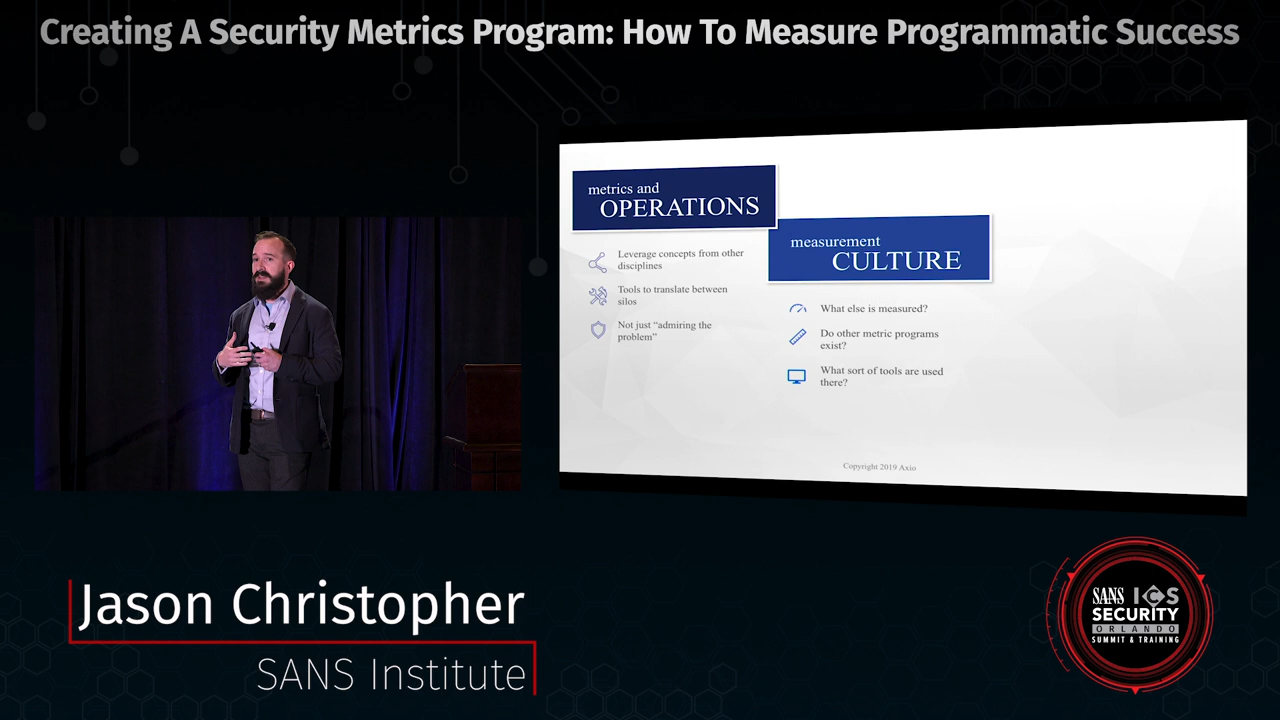 Creating A Security Metrics Program: How To Measure Programmatic Success
metrics and
OPERATIONS
Leverage concepts from other
disciplines
Tools to translate between
silos
Not just “admiring the
problem”
measurement
CULTURE
What else is measured?
Do other metric programs
exist?
What sort of tools are used
there?
Copyright 2019 Axio
Jason Christopher
SANS Institute
SANS ICS
SECURITY
ORLANDO
SUMMIT & TRAINING